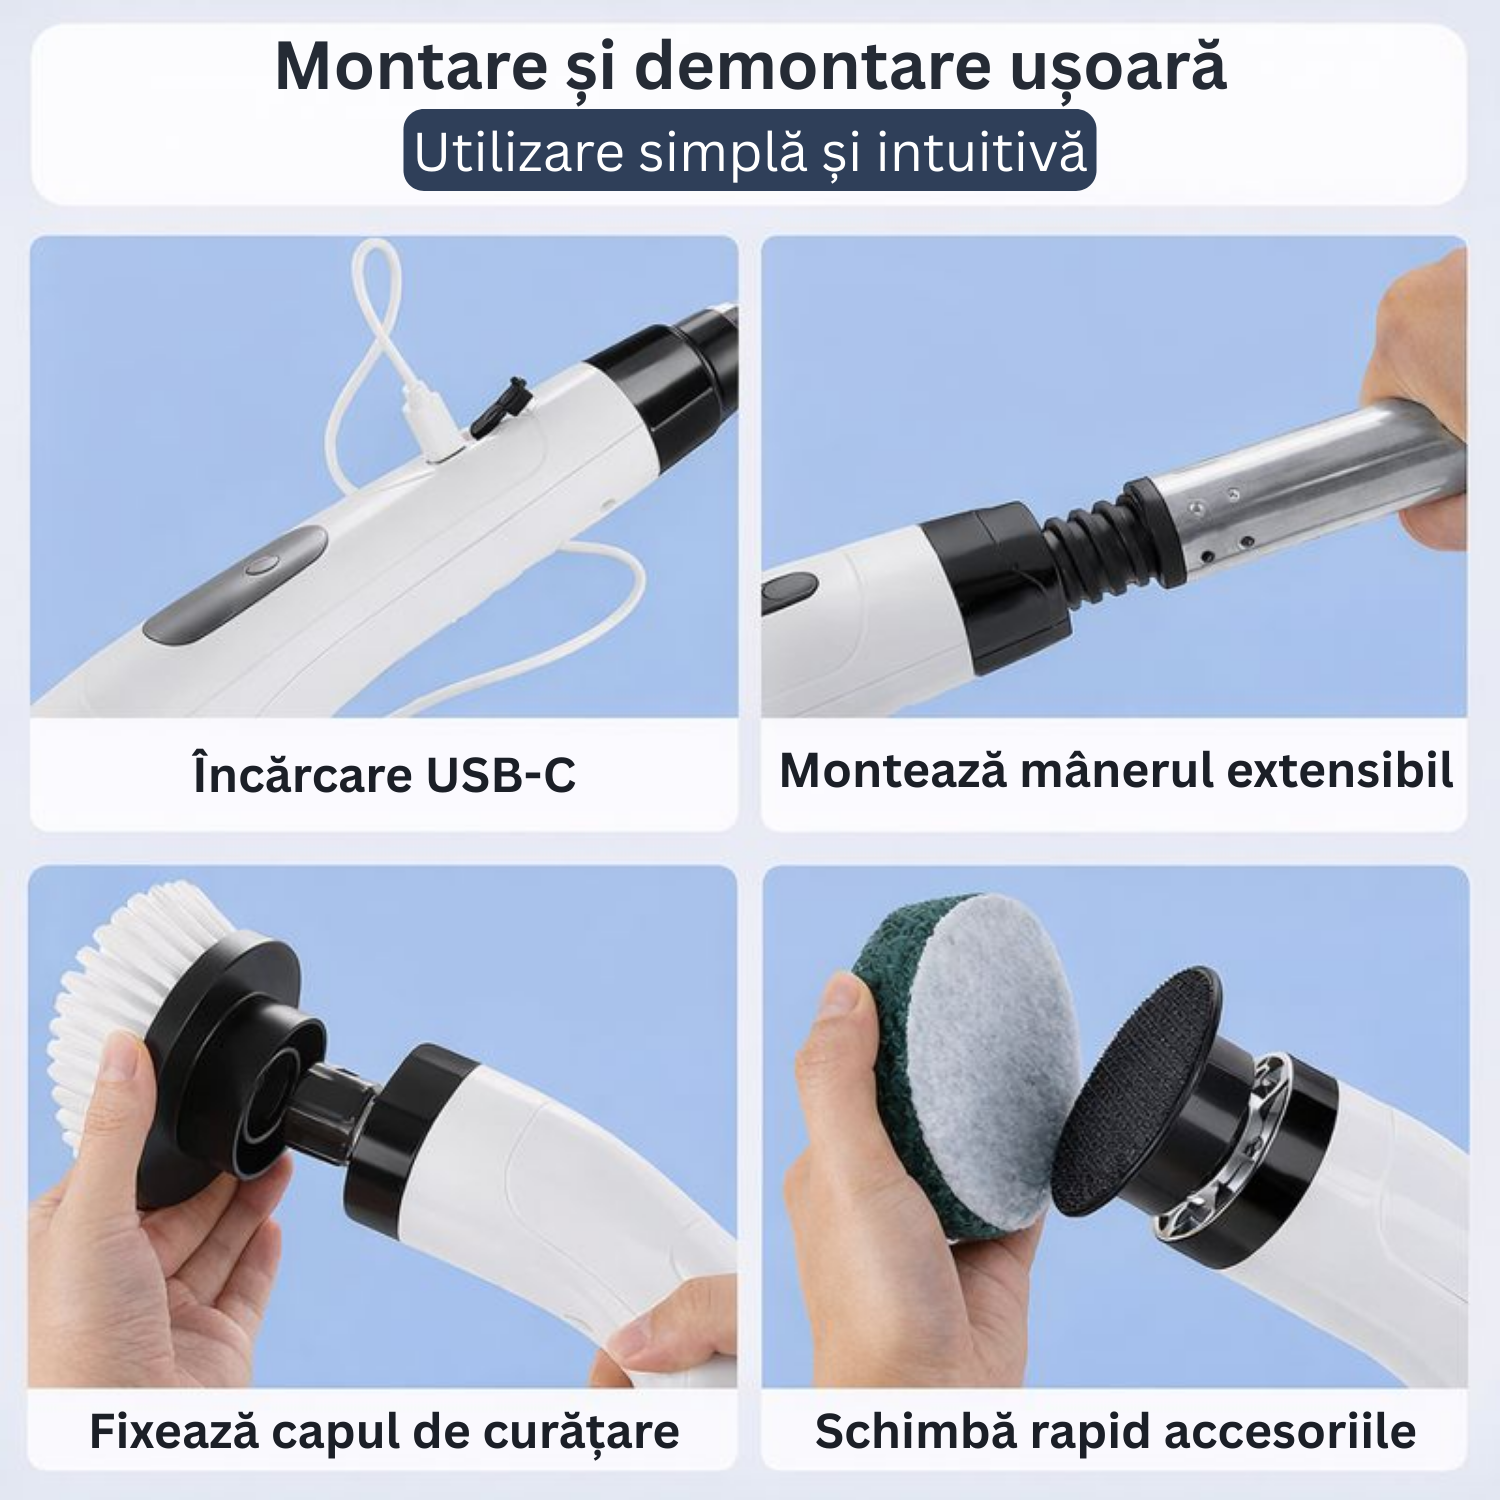 Montare și demontare ușoară
Utilizare simplă și intuitivă
Încărcare USB-C
Montează mânerul extensibil
Fixează capul de curățare
Schimbă rapid accesoriile